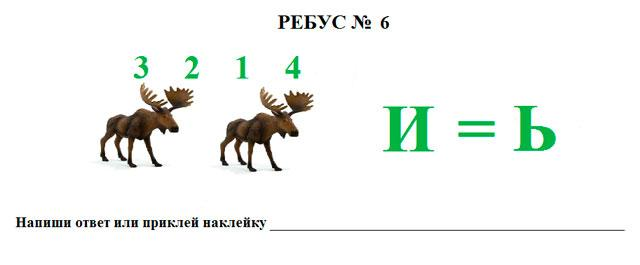 РЕБУС № 6
3 2 1 4
И = Ь
Напиши ответ или приклей наклейку